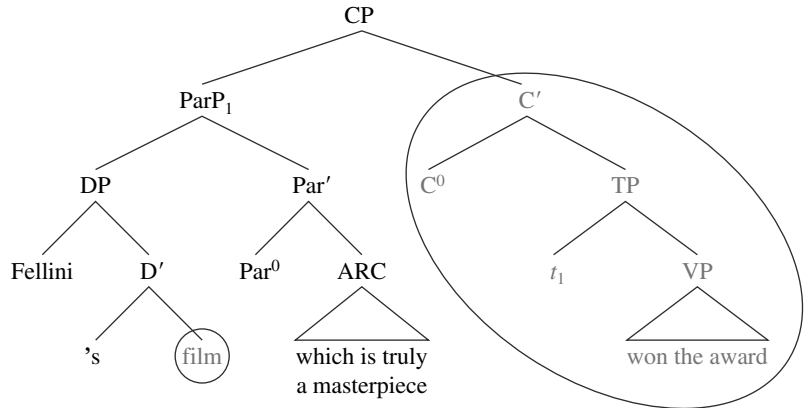 CP
ParP₁ C′
DP Par′ C⁰ TP
Fellini D′ Par⁰ ARC t₁ VP
's film which is truly won the award
a masterpiece